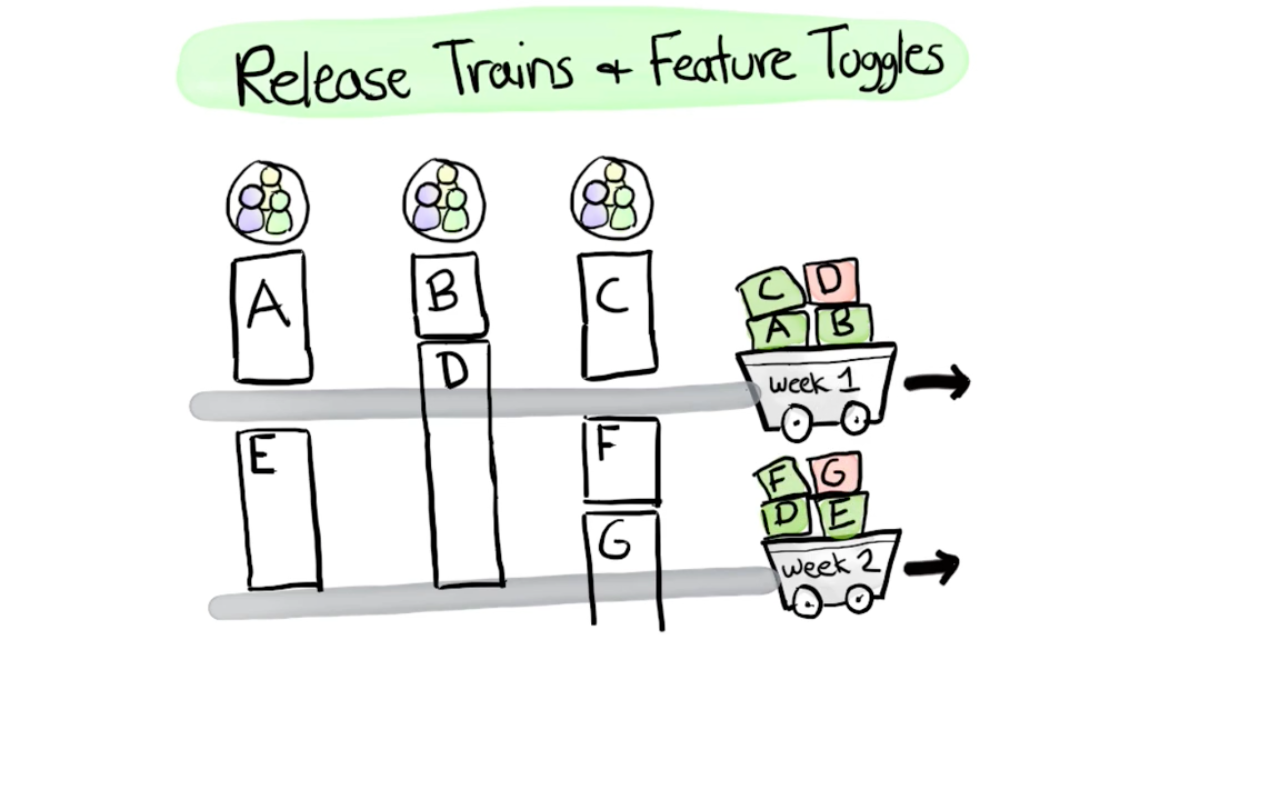 Release Trains + Feature Toggles
A
B
C
D
C D
A B
week 1
E
F
G
F G
D E
week 2